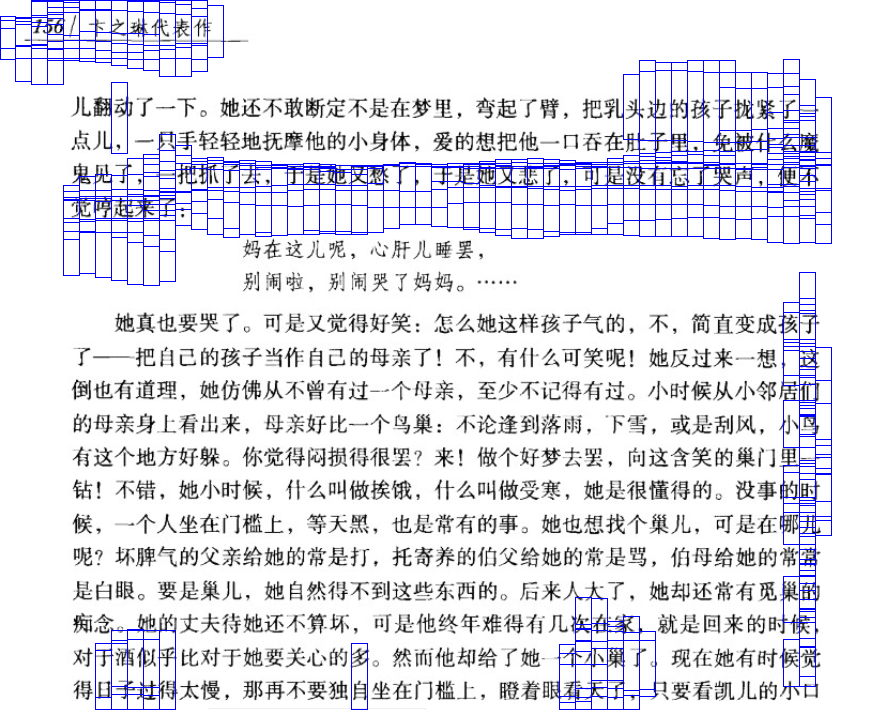 156/ 卞之琳代表作
儿翻动了一下。她还不敢断定不是在梦里，弯起了臂，把乳头边的孩子拢紧了一
点儿，一只手轻轻地抚摩他的小身体，爱的想把他一口吞在肚子里，免被什么魔
鬼见了，一把抓了去，于是她又愁了，于是她又悲了，可是没有忘了哭声，便不
觉哼起来了：
妈在这儿呢，心肝儿睡罢，
别闹啦，别闹哭了妈妈。……
她真也要哭了。可是又觉得好笑：怎么她这样孩子气的，不，简直变成孩子
了——把自己的孩子当作自己的母亲了！不，有什么可笑呢！她反过来一想，这
倒也有道理，她仿佛从不曾有过一个母亲，至少不记得有过。小时候从小邻居们
的母亲身上看出来，母亲好比一个鸟巢：不论逢到落雨，下雪，或是刮风，小鸟
有这个地方好躲。你觉得闷损得很罢？来！做个好梦去罢，向这含笑的巢门里一
钻！不错，她小时候，什么叫做挨饿，什么叫做受寒，她是很懂得的。没事的时
候，一个人坐在门槛上，等天黑，也是常有的事。她也想找个巢儿，可是在哪儿
呢？坏脾气的父亲给她的常是打，托寄养的伯父给她的常是骂，伯母给她的常常
是白眼。要是巢儿，她自然得不到这些东西的。后来人大了，她却还常有觅巢的
痴念。她的丈夫待她还不算坏，可是他终年难得有几次在家，就是回来的时候，
对于酒似乎比对于她要关心的多。然而他却给了她一个小巢了。现在她有时候觉
得日子过得太慢，那再不要独自坐在门槛上，瞪着眼看天了，只要看凯儿的小口